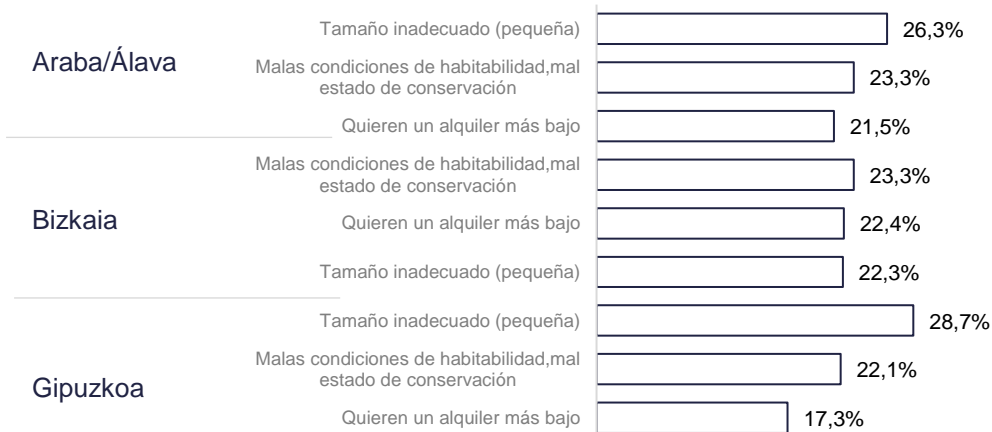 Araba/Álava
Tamaño inadecuado (pequeña)
26,3%
Malas condiciones de habitabilidad,mal
estado de conservación
23,3%
Quieren un alquiler más bajo
21,5%
Bizkaia
Malas condiciones de habitabilidad,mal
estado de conservación
23,3%
Quieren un alquiler más bajo
22,4%
Tamaño inadecuado (pequeña)
22,3%
Gipuzkoa
Tamaño inadecuado (pequeña)
28,7%
Malas condiciones de habitabilidad,mal
estado de conservación
22,1%
Quieren un alquiler más bajo
17,3%